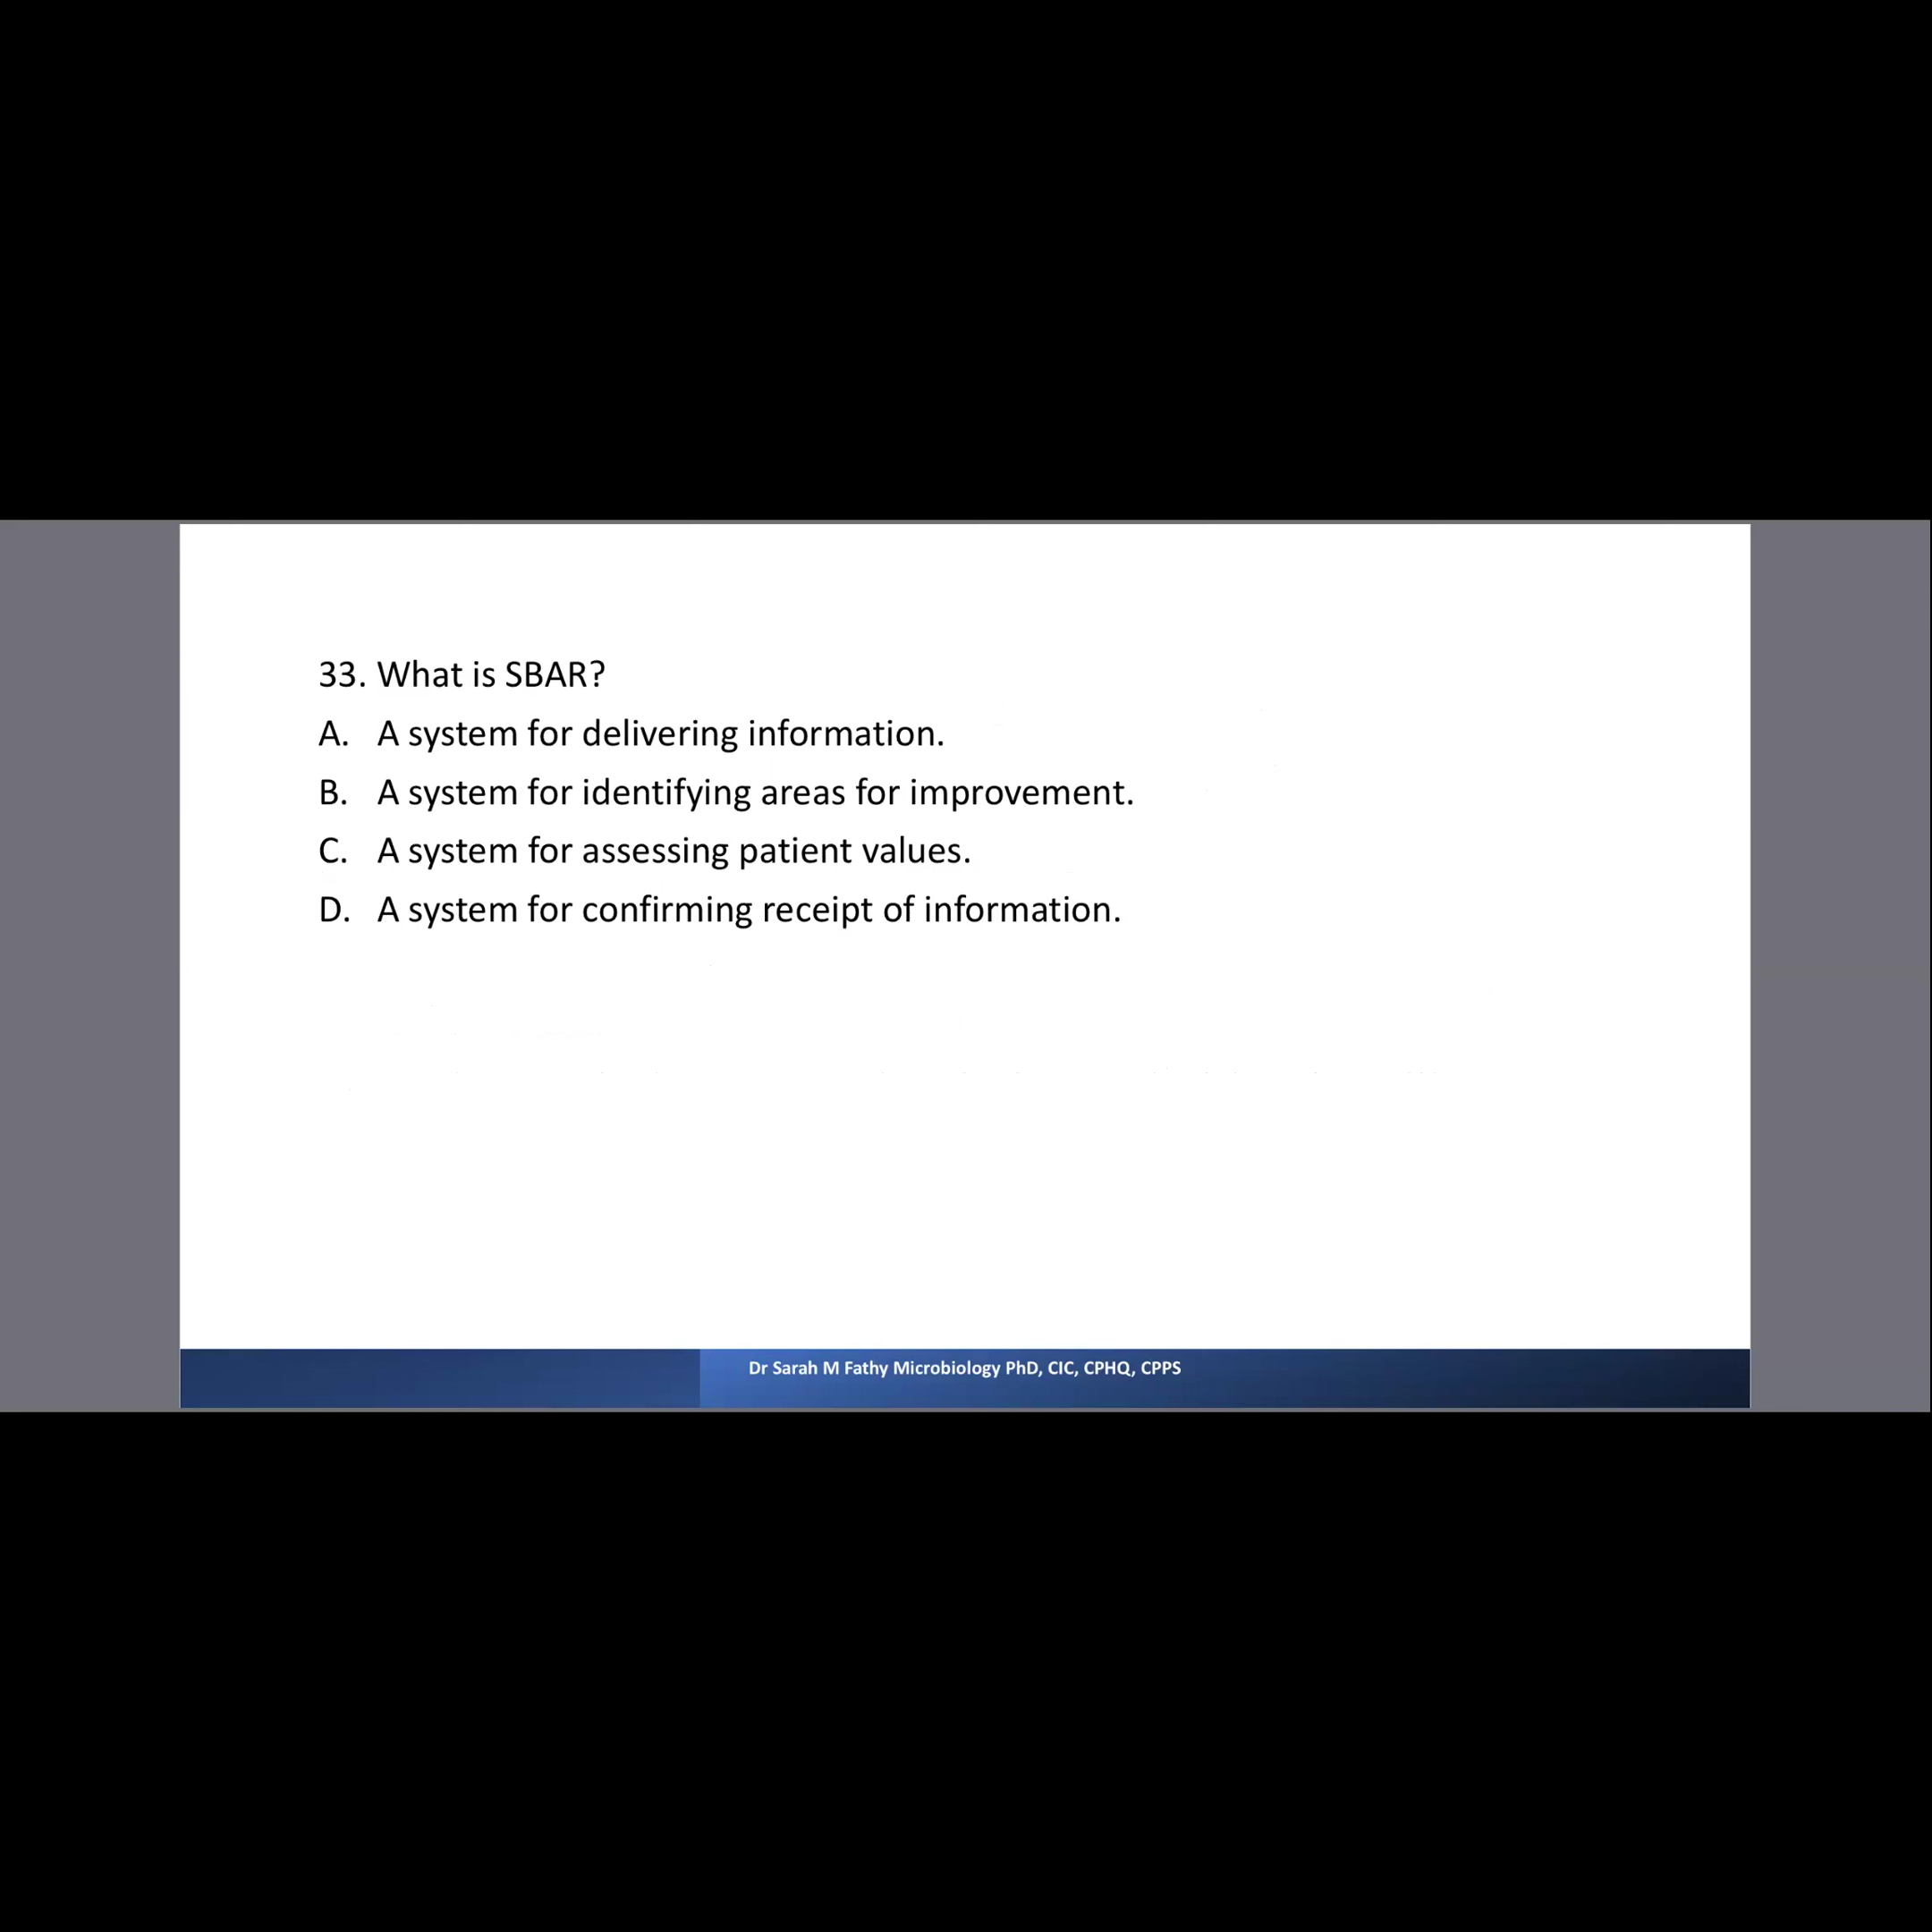 33. What is SBAR?
A. A system for delivering information.
B. A system for identifying areas for improvement.
C. A system for assessing patient values.
D. A system for confirming receipt of information.
Dr Sarah M Fathy Microbiology PhD, CIC, CPHQ, CPPS